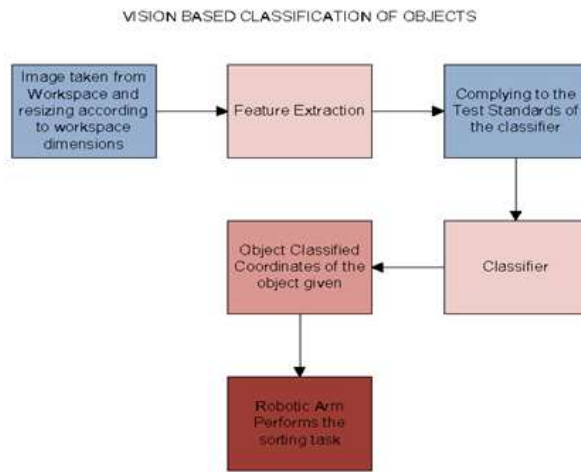 VISION BASED CLASSIFICATION OF OBJECTS
Image taken from
Workspace and
resizing according
to workspace
dimensions
Feature Extraction
Complying to the
Test Standards of
the classifier
Classifier
Object Classified
Coordinates of the
object given
Robotic Arm
Performs the
sorting task